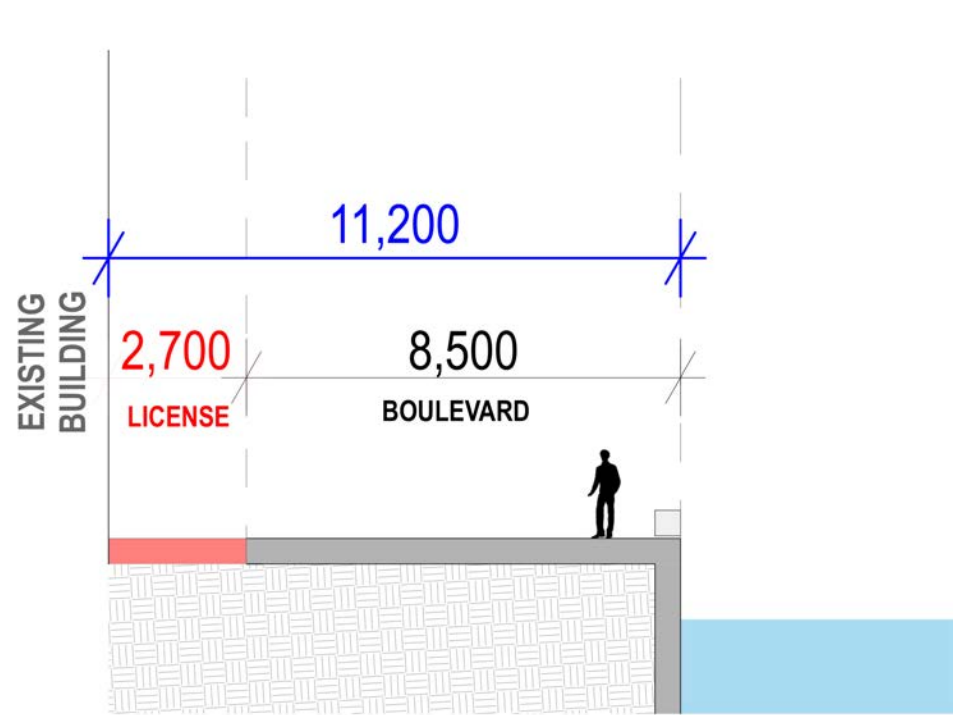 11,200
EXISTING
BUILDING
2,700
8,500
LICENSE
BOULEVARD